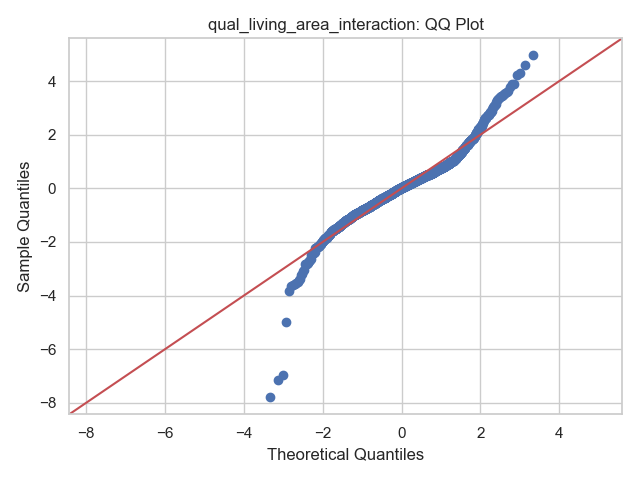 qual_living_area_interaction: QQ Plot
Sample Quantiles
4
2
0
−2
−4
−6
−8
−8 −6 −4 −2 0 2 4
Theoretical Quantiles